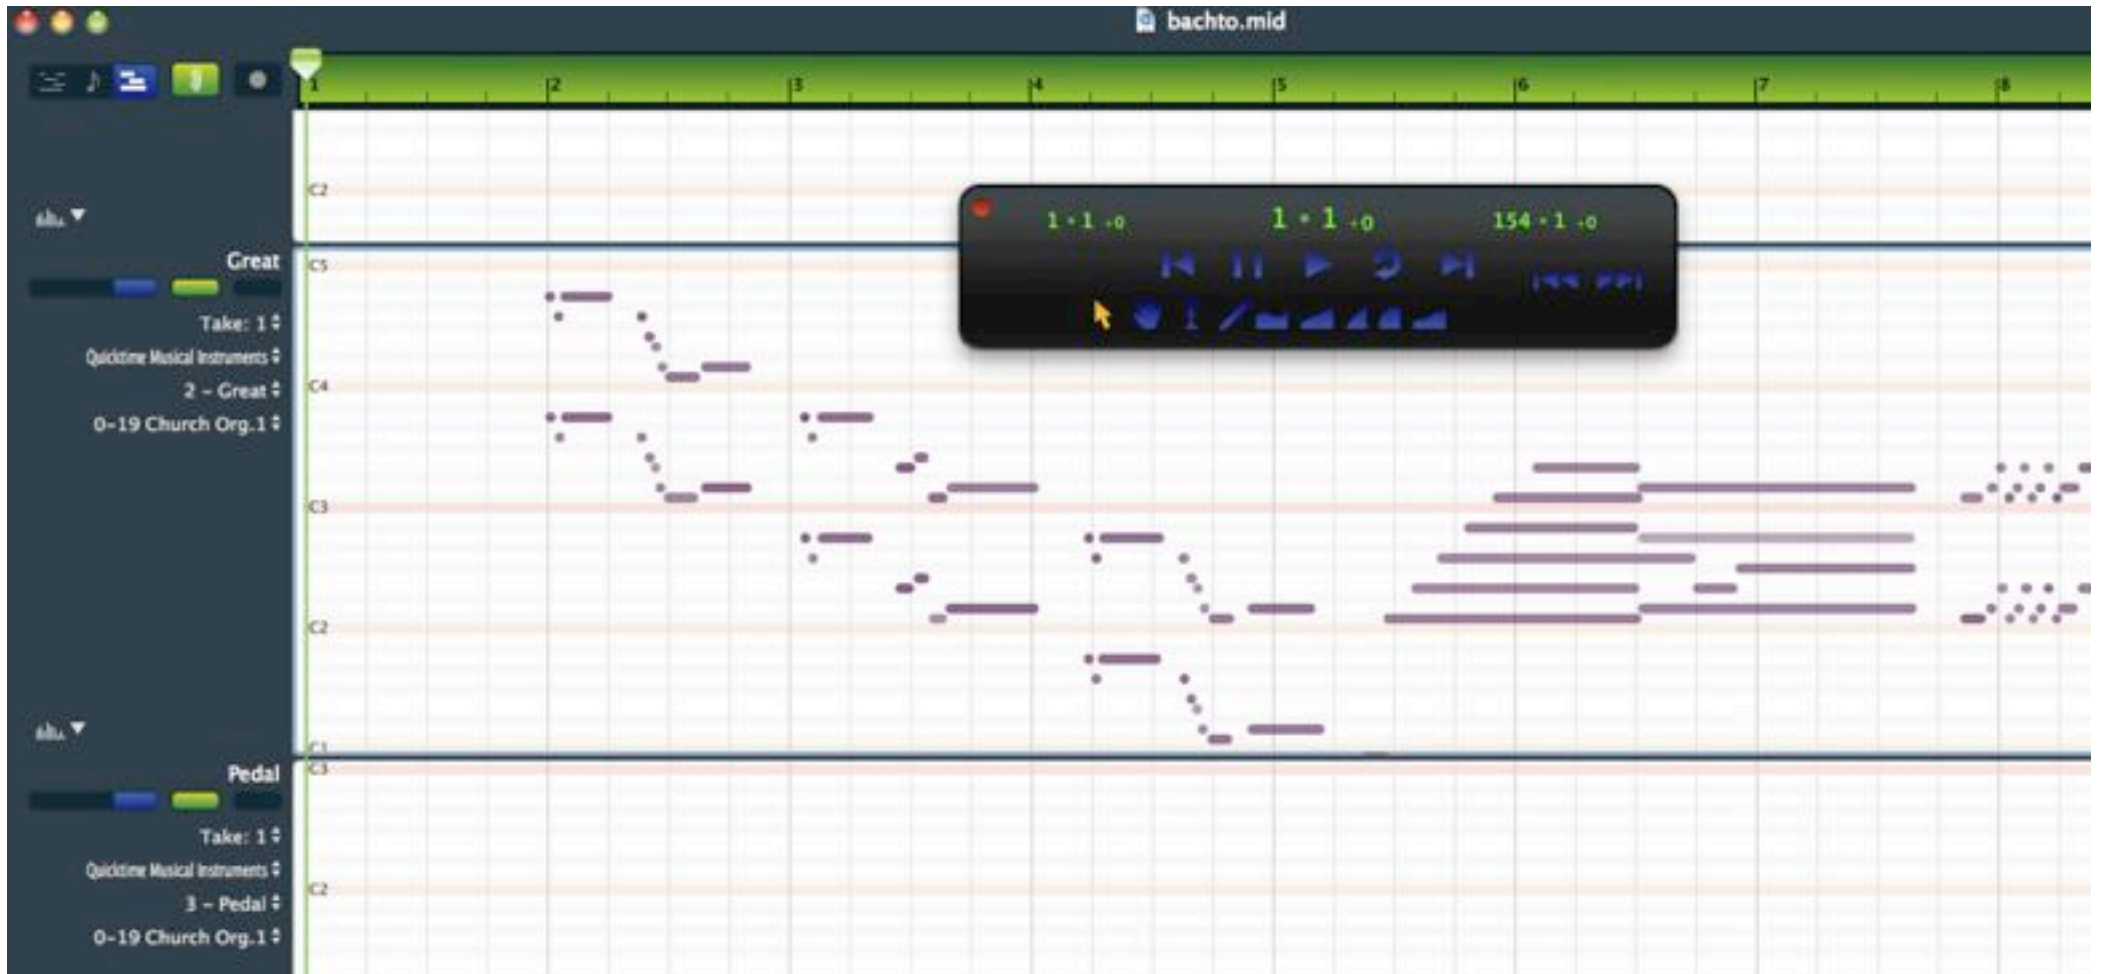 bachto.mid
1 2 3 4 5 6 7 8
C2
1 • 1 +0 1 • 1 +0 154 • 1 +0
Great
C5
Take: 1
Quicktime Musical Instruments
2 - Great
C4
0-19 Church Org.1
C3
C2
C1
Pedal
C3
Take: 1
Quicktime Musical Instruments
C2
3 - Pedal
0-19 Church Org.1